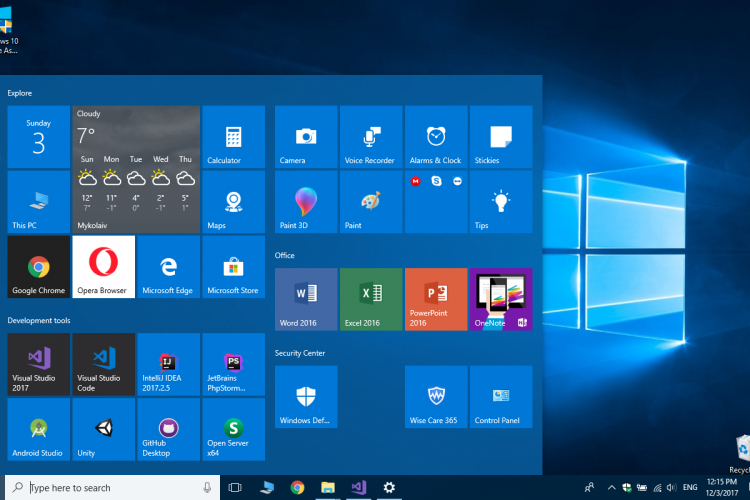 ws 10
e As...
Explore
Sunday
3
Cloudy
7°
Sun Mon Tue Wed Thu
12° 11° 4° 2° 5°
7° -1° 0° -1° -1°
Mykolaiv
Calculator
Camera
Voice Recorder
Alarms & Clock
Stickies
This PC
Maps
Paint 3D
Paint
Tips
Google Chrome
Opera Browser
Microsoft Edge
Microsoft Store
Office
Word 2016
Excel 2016
PowerPoint
2016
OneNote
Development tools
Visual Studio
2017
Visual Studio
Code
IJ
IntelliJ IDEA
2017.2.5
PS
JetBrains
PhpStorm...
Android Studio
Unity
GitHub
Desktop
Open Server
x64
Security Center
Windows Def...
Wise Care 365
Control Panel
Recyc
Type here to search
ENG
12:15 PM
12/3/2017